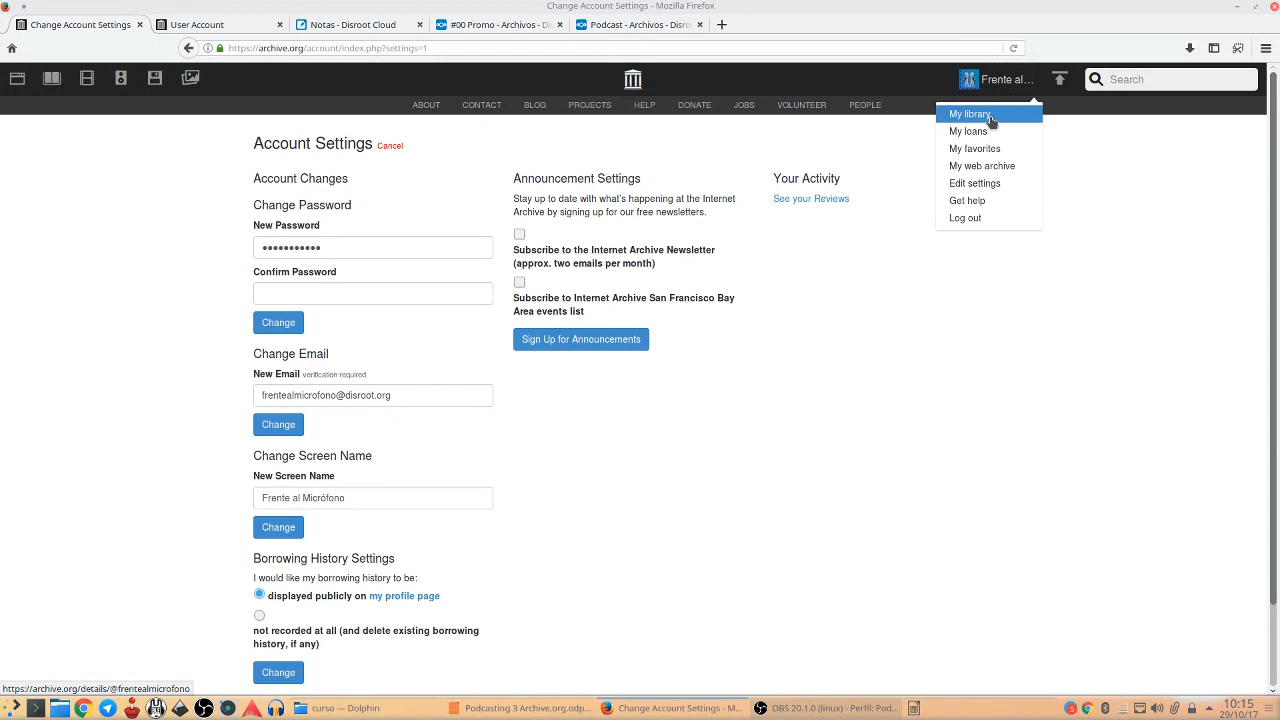 Change Account Settings - Mozilla Firefox
Change Account Settings
User Account
Notas - Disroot Cloud
#00 Promo - Archivos - Di
Podcast - Archivos - Disro
https://archive.org/account/index.php?settings=1
Frente al...
Search
ABOUT CONTACT BLOG PROJECTS HELP DONATE JOBS VOLUNTEER PEOPLE
My library
My loans
My favorites
My web archive
Edit settings
Get help
Log out
Account Settings Cancel
Account Changes
Change Password
New Password
•••••••••••
Confirm Password
Change
Change Email
New Email verification required
frentealmicrofono@disroot.org
Change
Change Screen Name
New Screen Name
Frente al Micrófono
Change
Borrowing History Settings
I would like my borrowing history to be:
displayed publicly on my profile page
not recorded at all (and delete existing borrowing
history, if any)
Change
Announcement Settings
Stay up to date with what's happening at the Internet
Archive by signing up for our free newsletters.
Subscribe to the Internet Archive Newsletter
(approx. two emails per month)
Subscribe to Internet Archive San Francisco Bay
Area events list
Sign Up for Announcements
Your Activity
See your Reviews
https://archive.org/details/@frentealmicrofono
curso — Dolphin
Podcasting 3 Archive.org.odp...
Change Account Settings - M...
OBS 20.1.0 (linux) - Perfil: Pod...
10:15
29/10/17